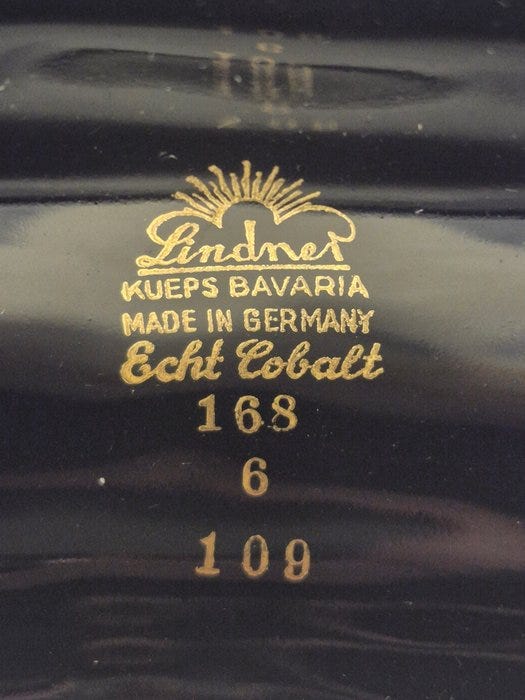 Lindner
KUEPS BAVARIA
MADE IN GERMANY
Echt Cobalt
168
6
109